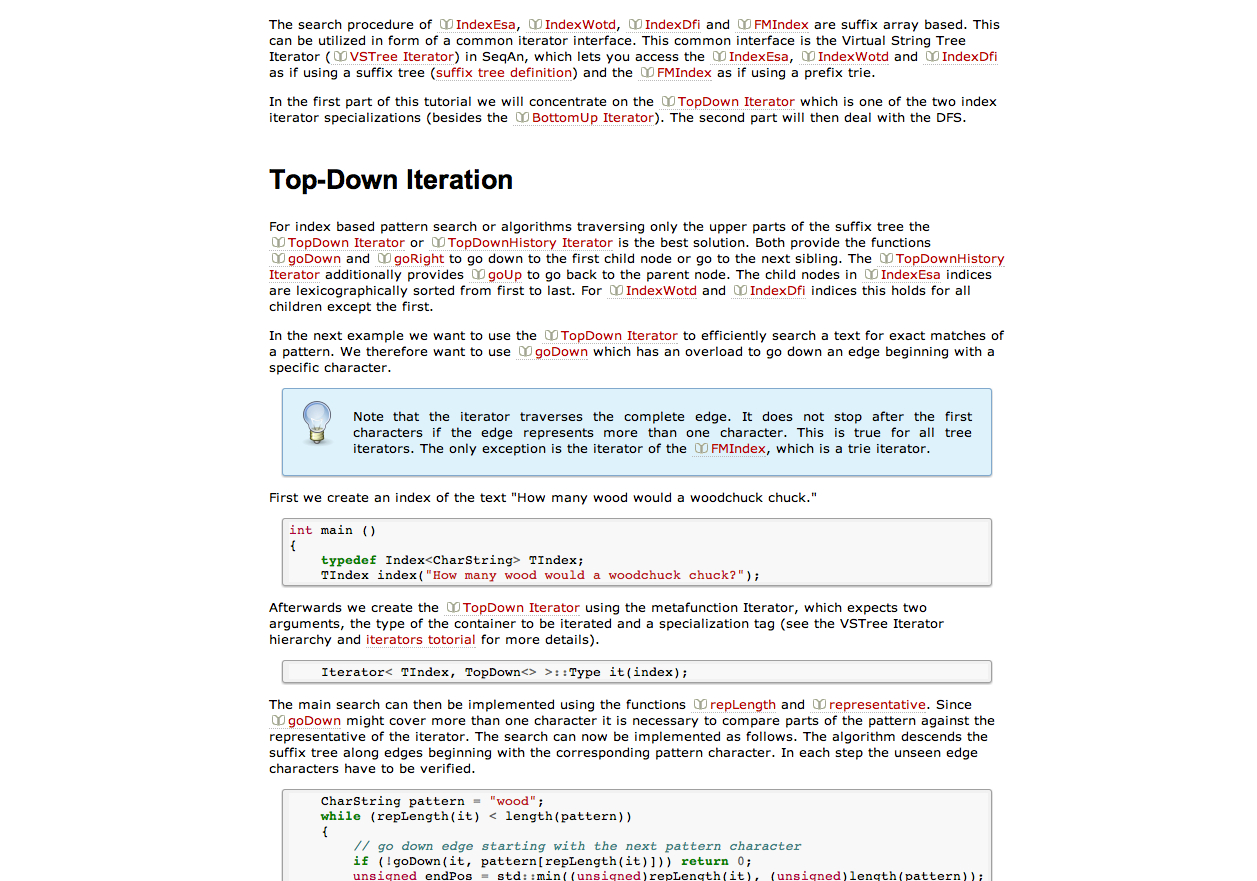 The search procedure of IndexEsa, IndexWotd, IndexDfi and FMIndex are suffix array based. This
can be utilized in form of a common iterator interface. This common interface is the Virtual String Tree
Iterator (VSTree Iterator) in SeqAn, which lets you access the IndexEsa, IndexWotd and IndexDfi
as if using a suffix tree (suffix tree definition) and the FMIndex as if using a prefix trie.
In the first part of this tutorial we will concentrate on the TopDown Iterator which is one of the two index
iterator specializations (besides the BottomUp Iterator). The second part will then deal with the DFS.
Top-Down Iteration
For index based pattern search or algorithms traversing only the upper parts of the suffix tree the
TopDown Iterator or TopDownHistory Iterator is the best solution. Both provide the functions
goDown and goRight to go down to the first child node or go to the next sibling. The TopDownHistory
Iterator additionally provides goUp to go back to the parent node. The child nodes in IndexEsa indices
are lexicographically sorted from first to last. For IndexWotd and IndexDfi indices this holds for all
children except the first.
In the next example we want to use the TopDown Iterator to efficiently search a text for exact matches of
a pattern. We therefore want to use goDown which has an overload to go down an edge beginning with a
specific character.
Note that the iterator traverses the complete edge. It does not stop after the first
characters if the edge represents more than one character. This is true for all tree
iterators. The only exception is the iterator of the FMIndex, which is a trie iterator.
First we create an index of the text "How many wood would a woodchuck chuck."
int main ()
{
    typedef Index<CharString> TIndex;
    TIndex index("How many wood would a woodchuck chuck?");
Afterwards we create the TopDown Iterator using the metafunction Iterator, which expects two
arguments, the type of the container to be iterated and a specialization tag (see the VSTree Iterator
hierarchy and iterators totorial for more details).
    Iterator< TIndex, TopDown<> >::Type it(index);
The main search can then be implemented using the functions repLength and representative. Since
goDown might cover more than one character it is necessary to compare parts of the pattern against the
representative of the iterator. The search can now be implemented as follows. The algorithm descends the
suffix tree along edges beginning with the corresponding pattern character. In each step the unseen edge
characters have to be verified.
    CharString pattern = "wood";
    while (repLength(it) < length(pattern))
    {
        // go down edge starting with the next pattern character
        if (!goDown(it, pattern[repLength(it)])) return 0;
        unsigned endPos = std::min((unsigned)repLength(it), (unsigned)length(pattern));